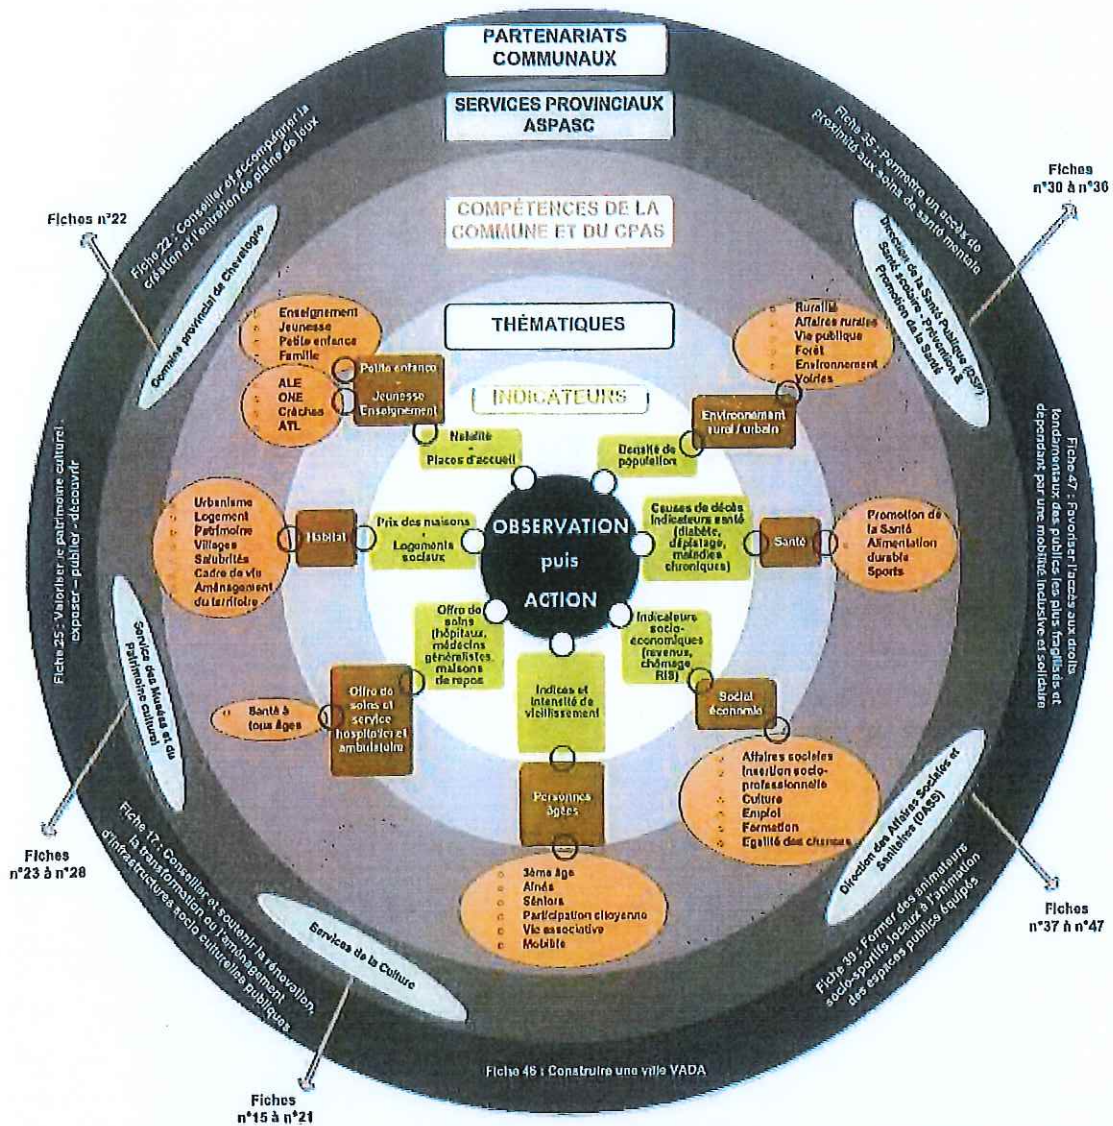 PARTENARIATS
COMMUNAUX
SERVICES PROVINCIAUX
ASPASC
COMPÉTENCES DE LA
COMMUNE ET DU CPAS
THÉMATIQUES
INDICATEURS
OBSERVATION
puis
ACTION
Fiches n°22
Fiche 22 : Conseiller et accompagner la
création et l'entretien de plaine de joux
Domaine provincial de Chevetogne
Enseignement
Jeunesse
Petite enfance
Famille
ALE
ONE
Crèches
ATL
Petite enfance
-
Jeunesse
Enseignement
Natalité
-
Places d'accueil
Fiche 35 : Permettre un accès de
proximité aux soins de santé mentale
Fiches
n°30 à n°36
Direction de la Santé Publique (DSP)
Santé scolaire - Prévention &
Promotion de la Santé
Ruralité
Affaires rurales
Vie publique
Forêt
Environnement
Voiries
Environnement
rural / urbain
Densité de
population
Fiche 25 : Valoriser le patrimoine culturel :
exposer – publier - découvrir
Urbanisme
Logement
Patrimoine
Villages
Salubrités
Cadre de vie
Aménagement
du territoire
Habitat
Prix des maisons
-
Logements
sociaux
Causes de décès
Indicateurs santé
(diabète,
dépistage,
maladies
chroniques)
Santé
Promotion de
la Santé
Alimentation
durable
Sports
Fiche 47 : Favoriser l'accès aux droits
fondamentaux des publics les plus fragilisés et
dépendant par une mobilité inclusive et solidaire
Service des Musées et du
Patrimoine culturel
Fiches
n°23 à n°28
Santé à
tous âges
Offre de
soins et
service
hospitalier et
ambulatoire
Offre de
soins
(hôpitaux,
médecins
généralistes,
maisons
de repos
Indices et
intensité de
vieillissement
Indicateurs
socio-
économiques
(revenus,
chômage,
RIS)
Social
économie
Affaires sociales
Insertion socio-
professionnelle
Culture
Emploi
Formation
Egalité des chances
Personnes
âgées
3ème âge
Aînés
Séniors
Participation citoyenne
Vie associative
Mobilité
Direction des Affaires Sociales et
Sanitaires (DASS)
Fiches
n°37 à n°47
Fiche 39 : Former des animateurs
socio-sportifs locaux à l'animation
des espaces publics équipés
Fiche 17 : Conseiller et soutenir la rénovation,
la transformation ou l'aménagement
d'infrastructures socio culturelles publiques
Services de la Culture
Fiches
n°15 à n°21
Fiche 46 : Construire une ville VADA